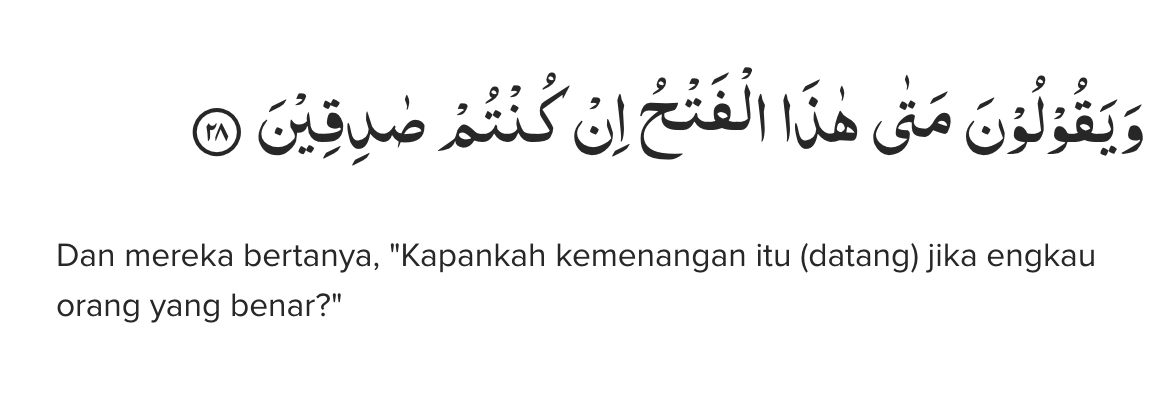 وَيَقُوْلُوْنَ مَتٰى هٰذَا الْفَتْحُ اِنْ كُنْتُمْ صٰدِقِيْنَ ٢٨
Dan mereka bertanya, "Kapankah kemenangan itu (datang) jika engkau
orang yang benar?"